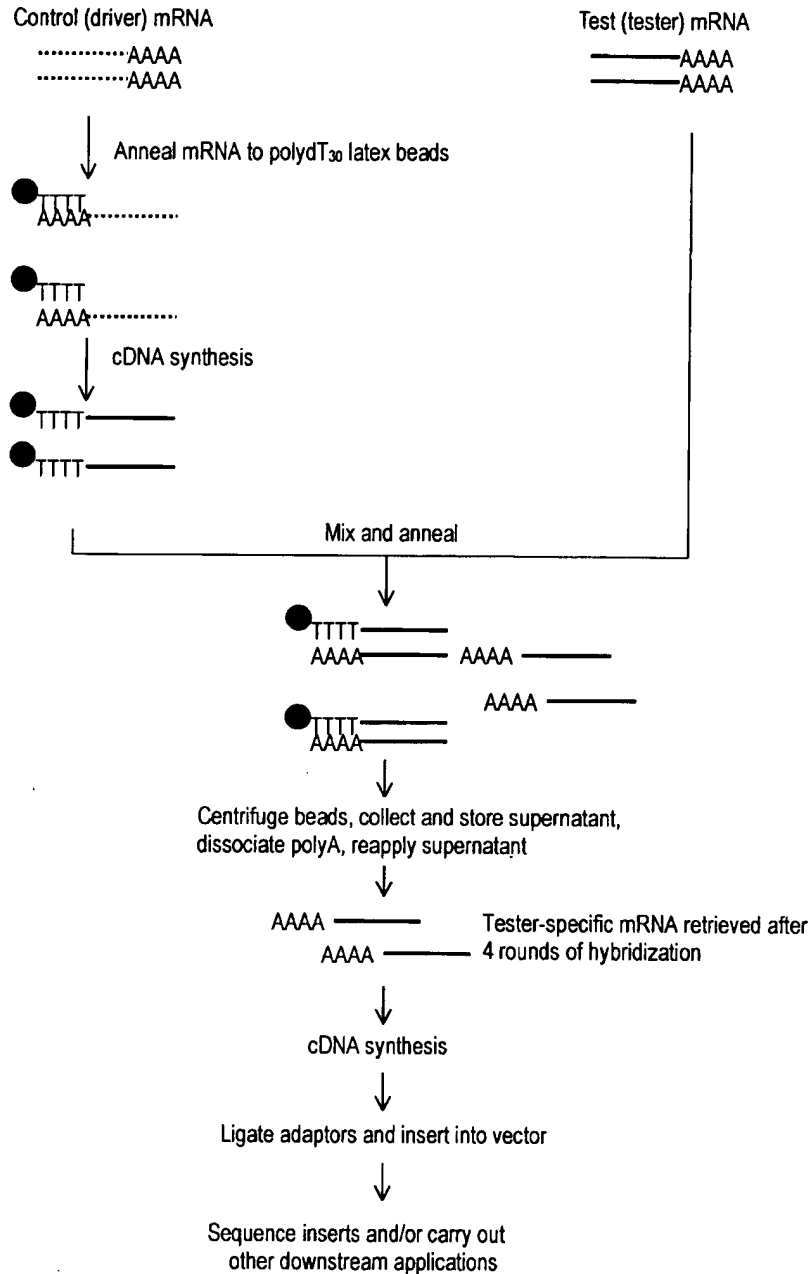 Control (driver) mRNA
Test (tester) mRNA
AAAA
AAAA
AAAA
AAAA
Anneal mRNA to polydT30 latex beads
TTTT
AAAA
TTTT
AAAA
cDNA synthesis
TTTT
TTTT
Mix and anneal
TTTT
AAAA AAAA
AAAA
TTTT
AAAA
Centrifuge beads, collect and store supernatant,
dissociate polyA, reapply supernatant
AAAA
Tester-specific mRNA retrieved after
AAAA
4 rounds of hybridization
cDNA synthesis
Ligate adaptors and insert into vector
Sequence inserts and/or carry out
other downstream applications